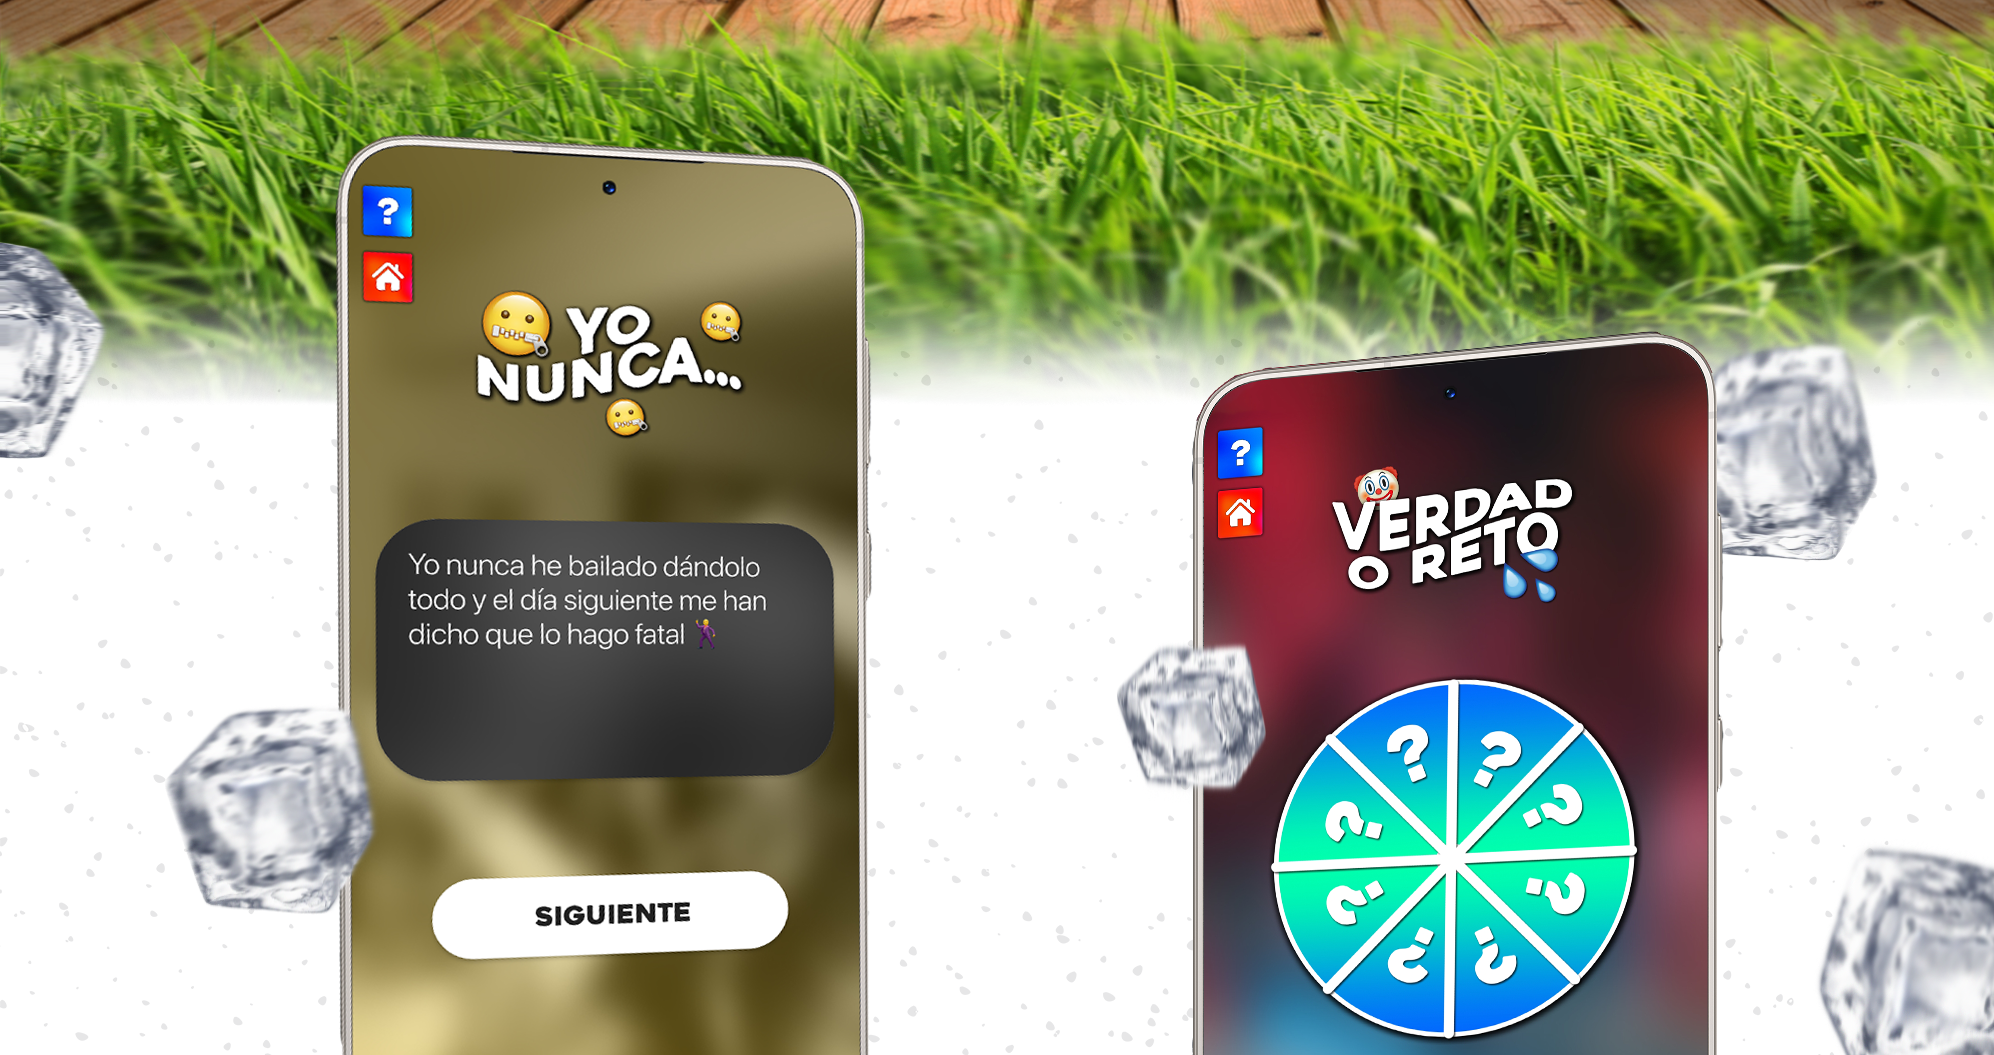 ?
YO
NUNCA...
Yo nunca he bailado dándolo
todo y el día siguiente me han
dicho que lo hago fatal
SIGUIENTE
?
VERDAD
O RETO
? ? ? ? ? ? ? ?